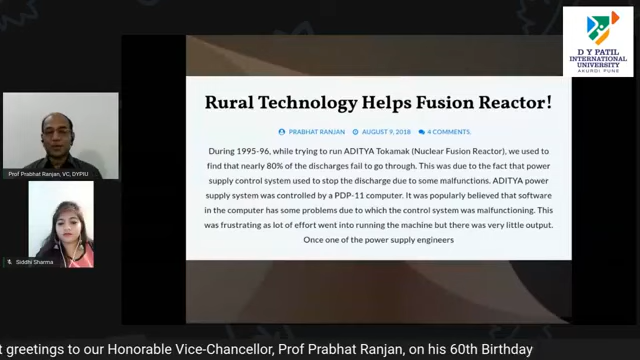 D Y PATIL
INTERNATIONAL
UNIVERSITY
AKURDI PUNE
Rural Technology Helps Fusion Reactor!
PRABHAT RANJAN AUGUST 9, 2018 4 COMMENTS.
During 1995-96, while trying to run ADITYA Tokamak (Nuclear Fusion Reactor), we used to
find that nearly 80% of the discharges fail to go through. This was due to the fact that power
supply control system used to stop the discharge due to some malfunctions. ADITYA power
supply system was controlled by a PDP-11 computer. It was popularly believed that software
in the computer has some problems due to which the control system was malfunctioning. This
was frustrating as lot of effort went into running the machine but there was very little output.
Once one of the power supply engineers
Prof Prabhat Ranjan, VC, DYPIU
Siddhi Sharma
t greetings to our Honorable Vice-Chancellor, Prof Prabhat Ranjan, on his 60th Birthday